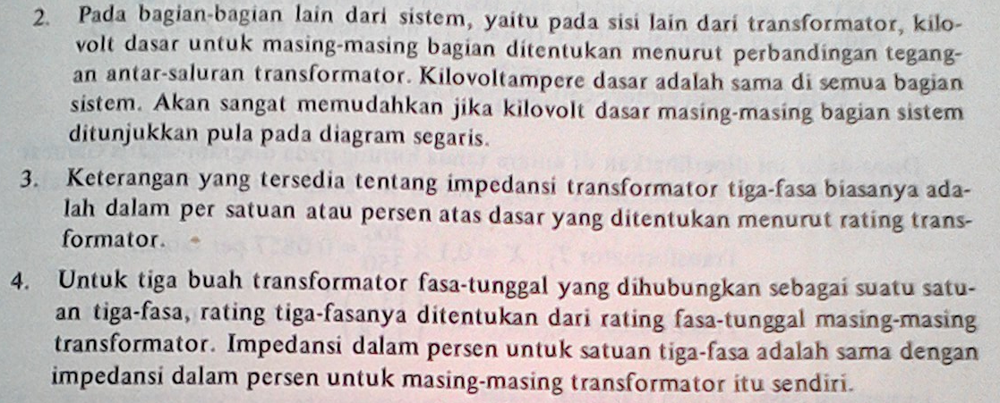 2. Pada bagian-bagian lain dari sistem, yaitu pada sisi lain dari transformator, kilo-
volt dasar untuk masing-masing bagian ditentukan menurut perbandingan tegang-
an antar-saluran transformator. Kilovoltampere dasar adalah sama di semua bagian
sistem. Akan sangat memudahkan jika kilovolt dasar masing-masing bagian sistem
ditunjukkan pula pada diagram segaris.
3. Keterangan yang tersedia tentang impedansi transformator tiga-fasa biasanya ada-
lah dalam per satuan atau persen atas dasar yang ditentukan menurut rating trans-
formator.
4. Untuk tiga buah transformator fasa-tunggal yang dihubungkan sebagai suatu satu-
an tiga-fasa, rating tiga-fasanya ditentukan dari rating fasa-tunggal masing-masing
transformator. Impedansi dalam persen untuk satuan tiga-fasa adalah sama dengan
impedansi dalam persen untuk masing-masing transformator itu sendiri.